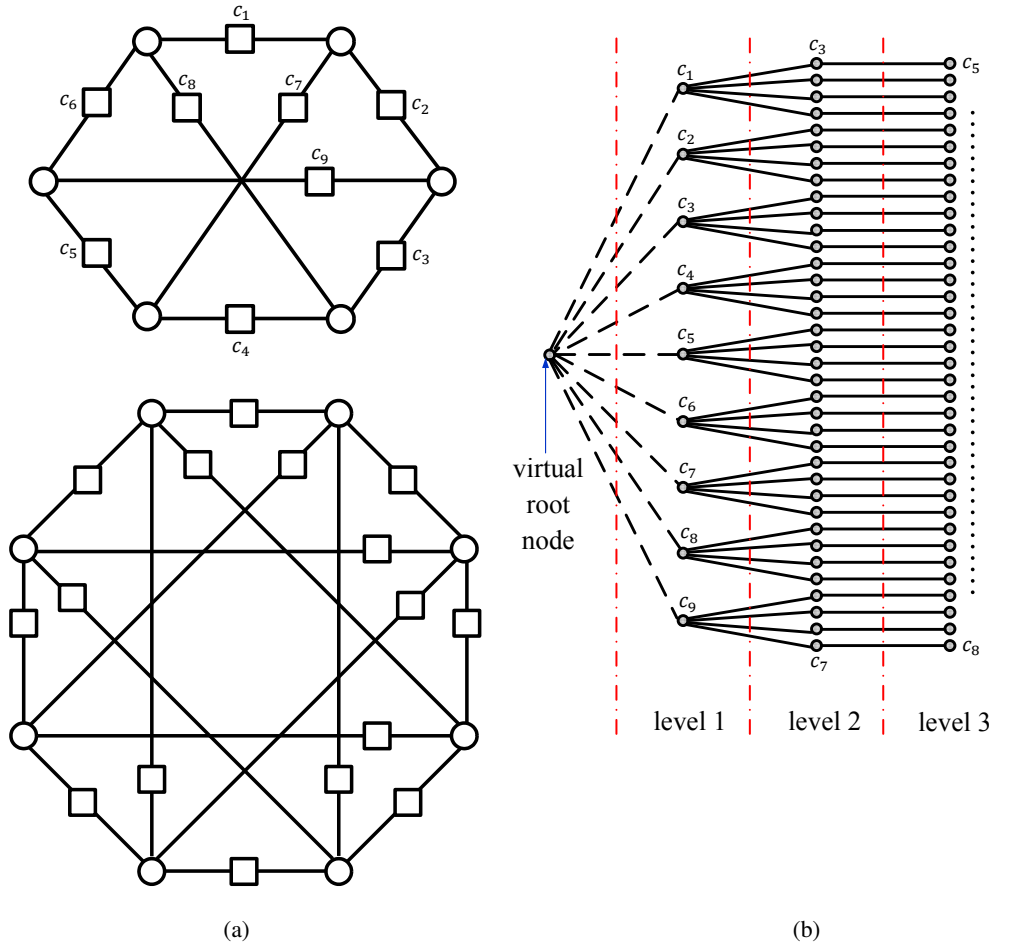 c₁
c₈
c₇
c₆
c₂
c₉
c₅
c₃
c₄
(a)
c₃
c₁
c₅
c₂
c₃
c₄
c₅
c₆
c₇
c₈
c₉
c₇
c₈
virtual
root
node
level 1
level 2
level 3
(b)